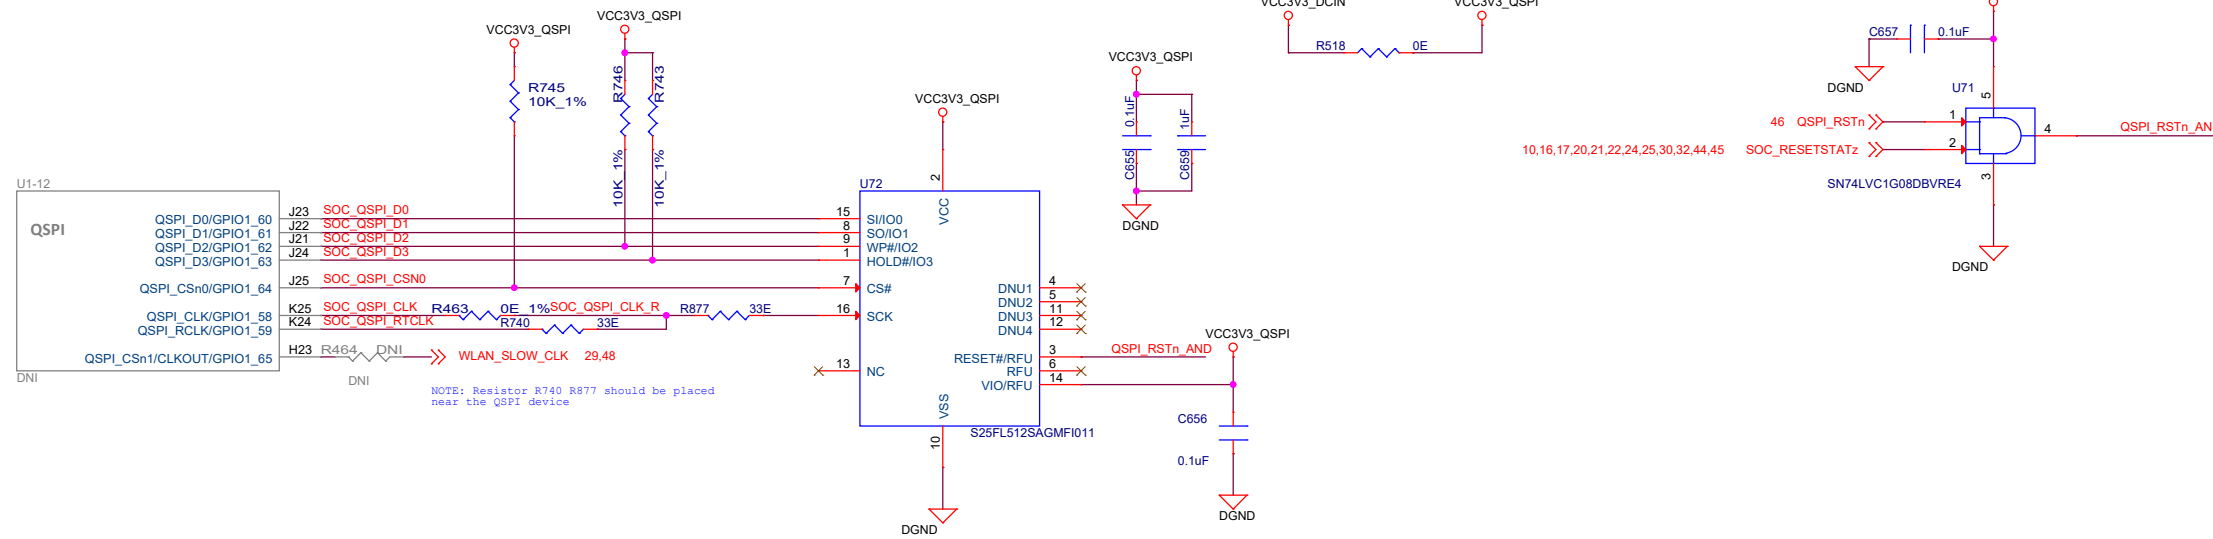 VCC3V3_QSPI
VCC3V3_QSPI
VCC3V3_DCIN
VCC3V3_QSPI
R518
0E
C657
0.1uF
DGND
U71
5
46 QSPI_RSTn
1
10,16,17,20,21,22,24,25,30,32,44,45 SOC_RESETSTATz
2
4
QSPI_RSTn_AN
3
SN74LVC1G08DBVRE4
DGND
R745
10K_1%
R746
10K_1%
R743
10K_1%
VCC3V3_QSPI
VCC3V3_QSPI
0.1uF
C655
1uF
C659
DGND
U1-12
QSPI
QSPI_D0/GPIO1_60
J23
SOC_QSPI_D0
QSPI_D1/GPIO1_61
J22
SOC_QSPI_D1
QSPI_D2/GPIO1_62
J21
SOC_QSPI_D2
QSPI_D3/GPIO1_63
J24
SOC_QSPI_D3
QSPI_CSn0/GPIO1_64
J25
SOC_QSPI_CSN0
QSPI_CLK/GPIO1_58
K25
SOC_QSPI_CLK
R463
0E_1%
SOC_QSPI_CLK_R
R877
33E
QSPI_RCLK/GPIO1_59
K24
SOC_QSPI_RTCLK
R740
33E
QSPI_CSn1/CLKOUT/GPIO1_65
H23
R464
DNI
WLAN_SLOW_CLK 29,48
DNI
DNI
NOTE: Resistor R740 R877 should be placed
near the QSPI device
U72
2
VCC
15
SI/IO0
8
SO/IO1
9
WP#/IO2
1
HOLD#/IO3
7
CS#
16
SCK
13
NC
DNU1
4
DNU2
5
DNU3
11
DNU4
12
RESET#/RFU
3
QSPI_RSTn_AND
RFU
6
VIO/RFU
14
VSS
10
S25FL512SAGMFI011
DGND
VCC3V3_QSPI
C656
0.1uF
DGND